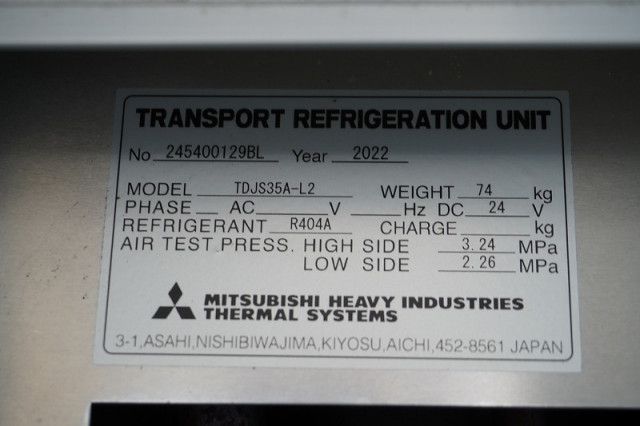 TRANSPORT REFRIGERATION UNIT
No 245400129BL Year 2022
MODEL TDJS35A-L2 WEIGHT 74 kg
PHASE AC V Hz DC 24 V
REFRIGERANT R404A CHARGE kg
AIR TEST PRESS. HIGH SIDE 3.24 MPa
LOW SIDE 2.26 MPa
MITSUBISHI HEAVY INDUSTRIES
THERMAL SYSTEMS
3-1,ASAHI,NISHIBIWAJIMA,KIYOSU,AICHI,452-8561 JAPAN